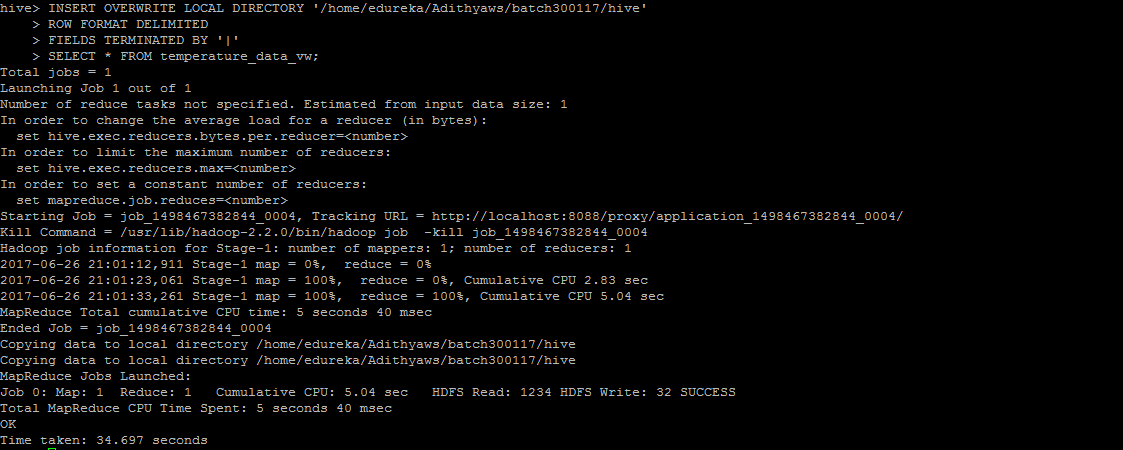 hive> INSERT OVERWRITE LOCAL DIRECTORY '/home/edureka/Adithyaws/batch300117/hive'
    > ROW FORMAT DELIMITED
    > FIELDS TERMINATED BY '|'
    > SELECT * FROM temperature_data_vw;
Total jobs = 1
Launching Job 1 out of 1
Number of reduce tasks not specified. Estimated from input data size: 1
In order to change the average load for a reducer (in bytes):
  set hive.exec.reducers.bytes.per.reducer=<number>
In order to limit the maximum number of reducers:
  set hive.exec.reducers.max=<number>
In order to set a constant number of reducers:
  set mapreduce.job.reduces=<number>
Starting Job = job_1498467382844_0004, Tracking URL = http://localhost:8088/proxy/application_1498467382844_0004/
Kill Command = /usr/lib/hadoop-2.2.0/bin/hadoop job  -kill job_1498467382844_0004
Hadoop job information for Stage-1: number of mappers: 1; number of reducers: 1
2017-06-26 21:01:12,911 Stage-1 map = 0%,  reduce = 0%
2017-06-26 21:01:23,061 Stage-1 map = 100%,  reduce = 0%, Cumulative CPU 2.83 sec
2017-06-26 21:01:33,261 Stage-1 map = 100%,  reduce = 100%, Cumulative CPU 5.04 sec
MapReduce Total cumulative CPU time: 5 seconds 40 msec
Ended Job = job_1498467382844_0004
Copying data to local directory /home/edureka/Adithyaws/batch300117/hive
Copying data to local directory /home/edureka/Adithyaws/batch300117/hive
MapReduce Jobs Launched:
Job 0: Map: 1  Reduce: 1   Cumulative CPU: 5.04 sec   HDFS Read: 1234 HDFS Write: 32 SUCCESS
Total MapReduce CPU Time Spent: 5 seconds 40 msec
OK
Time taken: 34.697 seconds